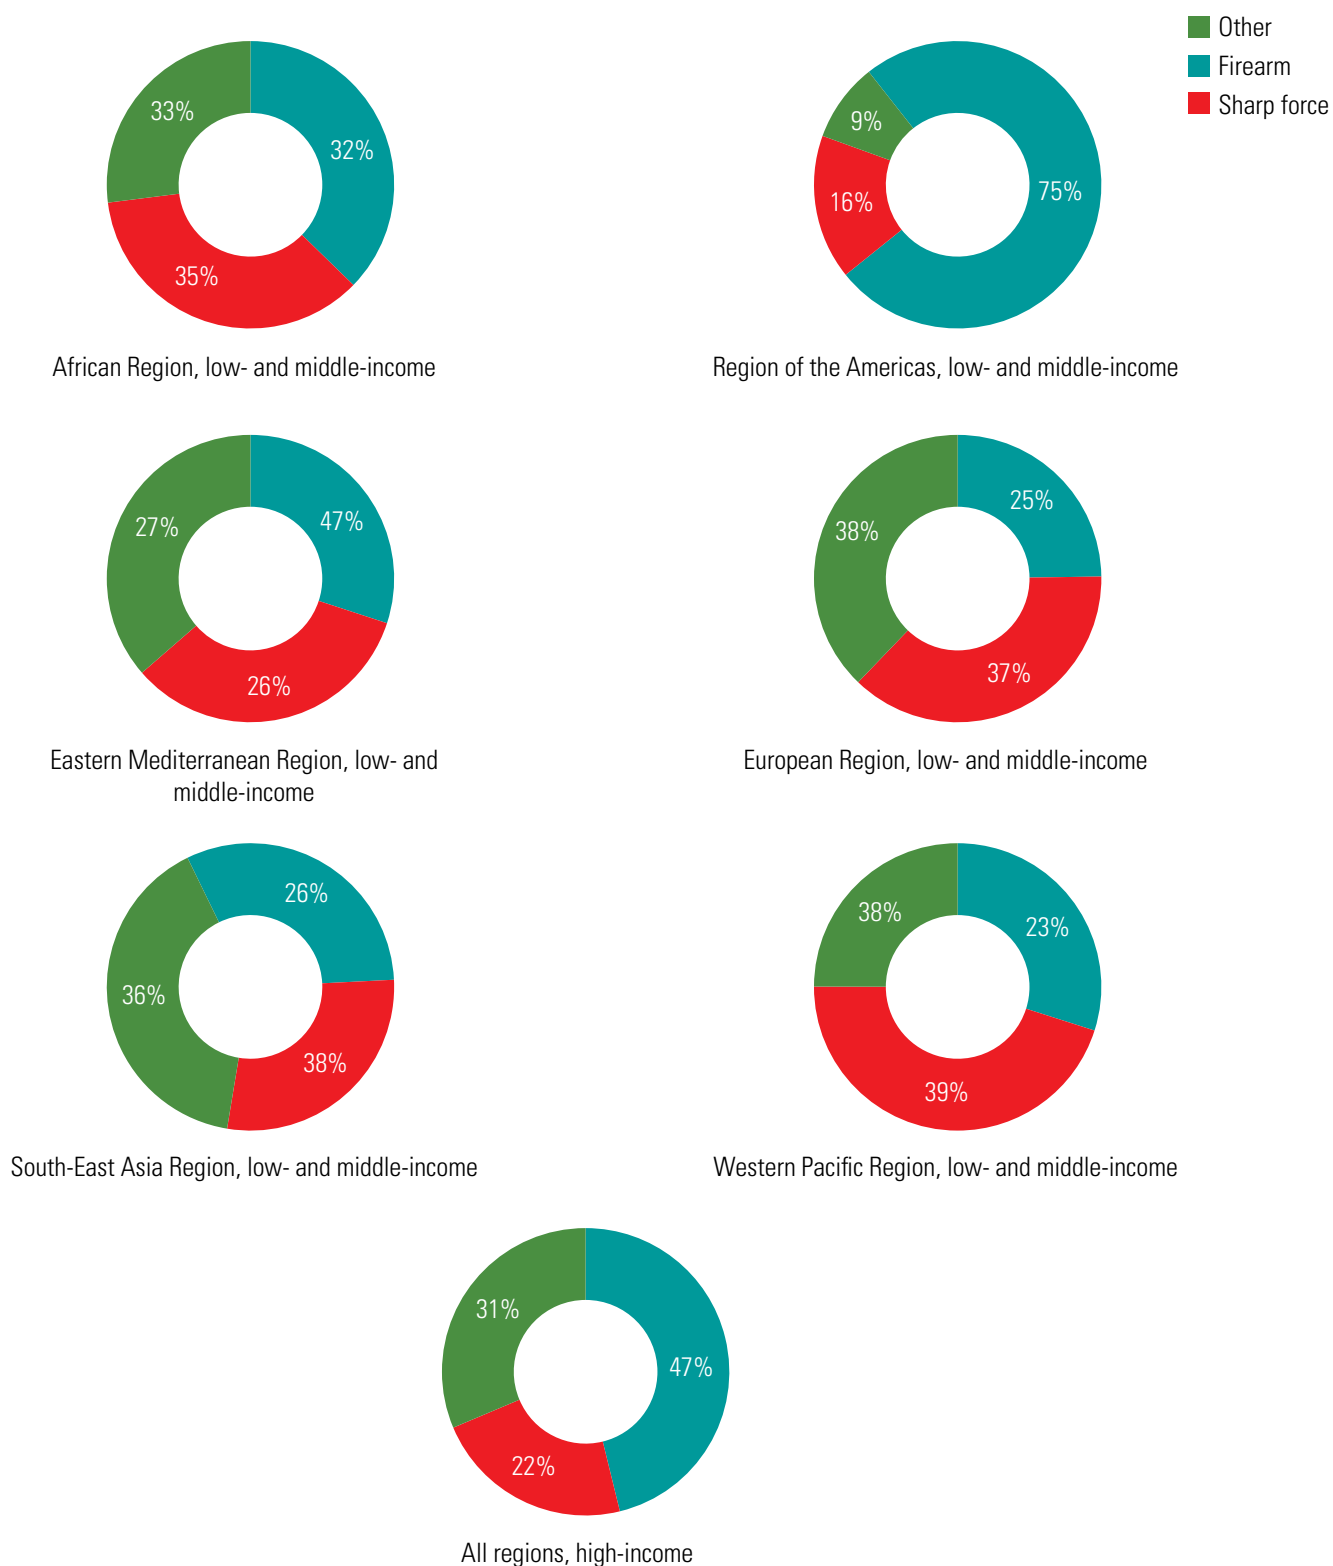 Other
Firearm
Sharp force
33%
32%
35%
African Region, low- and middle-income
9%
75%
16%
Region of the Americas, low- and middle-income
27%
47%
26%
Eastern Mediterranean Region, low- and
middle-income
38%
25%
37%
European Region, low- and middle-income
26%
36%
38%
South-East Asia Region, low- and middle-income
38%
23%
39%
Western Pacific Region, low- and middle-income
31%
47%
22%
All regions, high-income